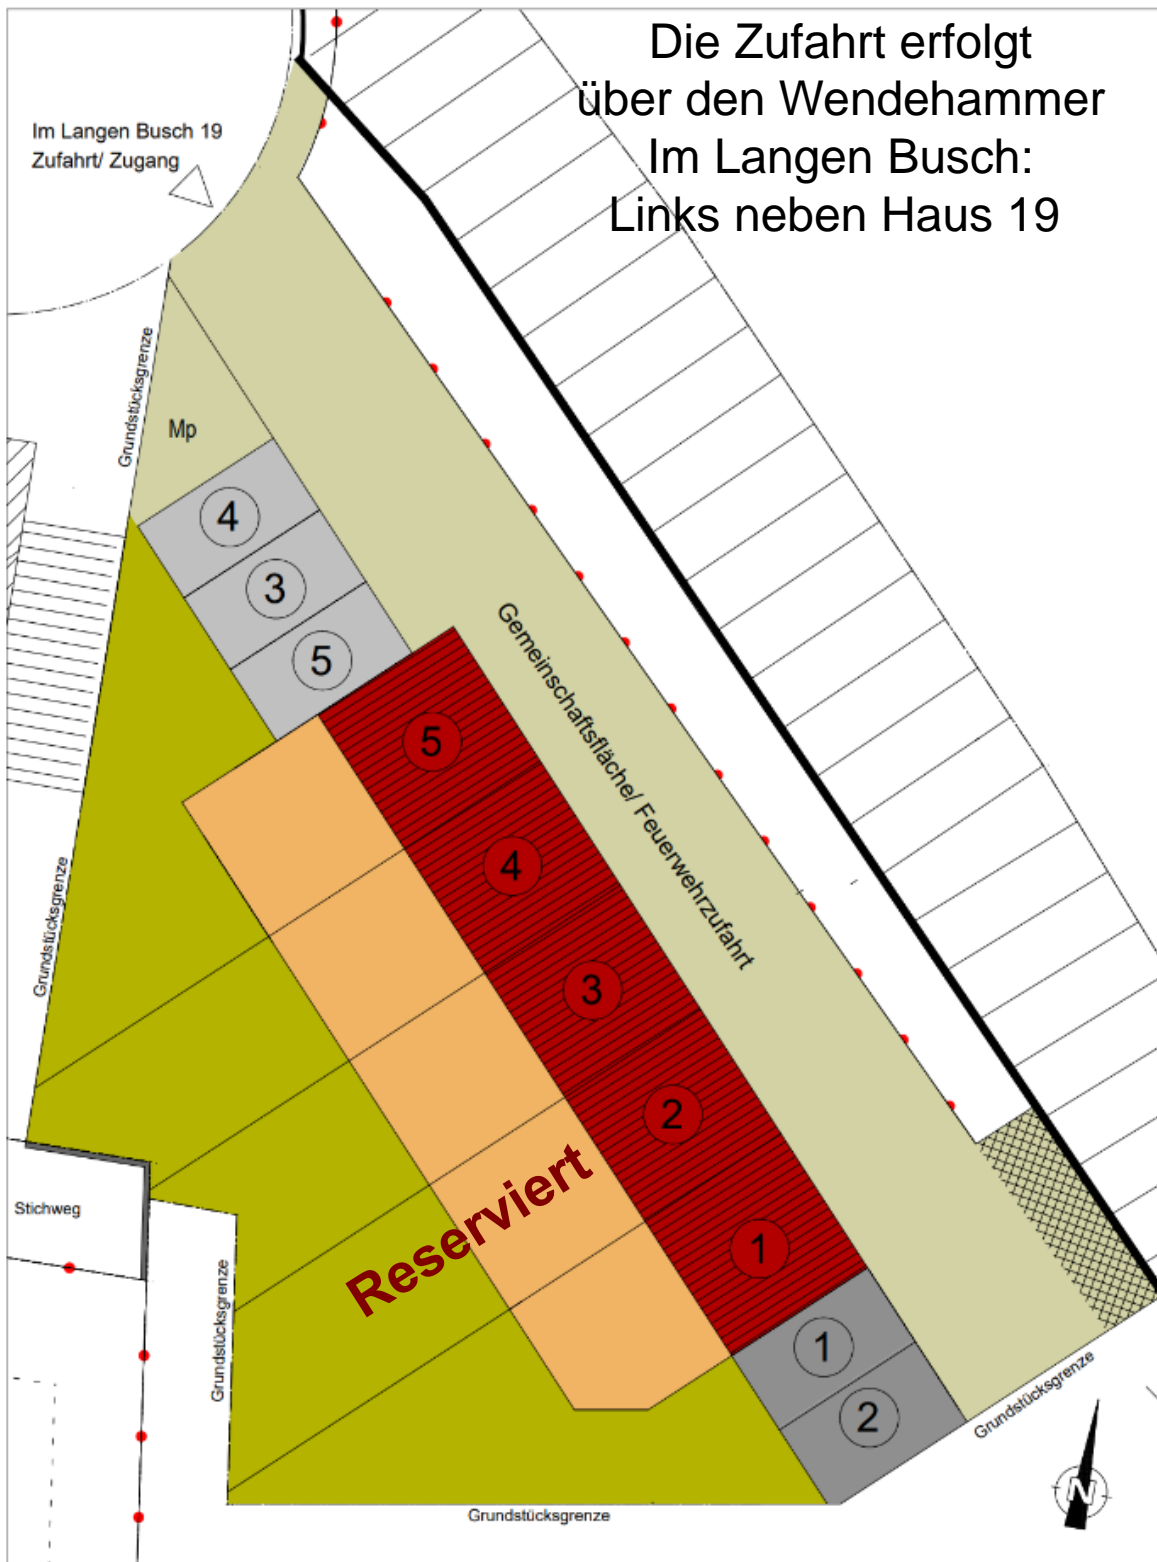 Die Zufahrt erfolgt
über den Wendehammer
Im Langen Busch:
Links neben Haus 19
Im Langen Busch 19
Zufahrt/ Zugang
Grundstücksgrenze
Mp
4
3
5
Gemeinschaftsfläche/ Feuerwehrzufahrt
5
4
3
2
1
Grundstücksgrenze
Reserviert
Stichweg
Grundstücksgrenze
1
2
Grundstücksgrenze
N
Grundstücksgrenze